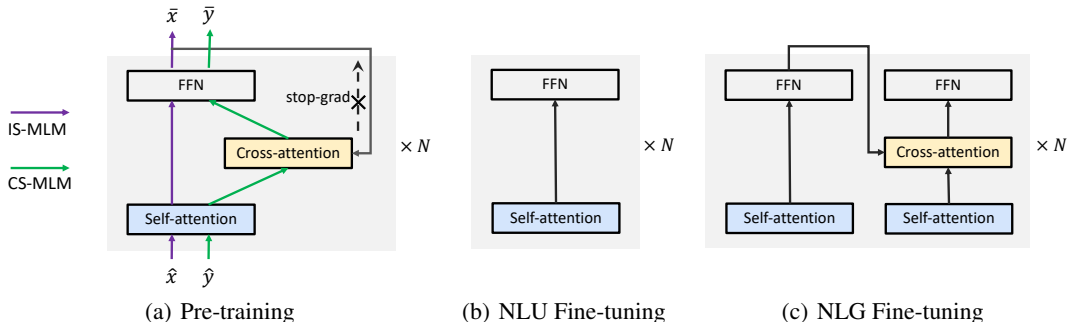 x̄ ȳ
FFN
stop-grad
IS-MLM
Cross-attention
× N
CS-MLM
Self-attention
x̂ ŷ
(a) Pre-training
FFN
× N
Self-attention
(b) NLU Fine-tuning
FFN FFN
Cross-attention
× N
Self-attention Self-attention
(c) NLG Fine-tuning